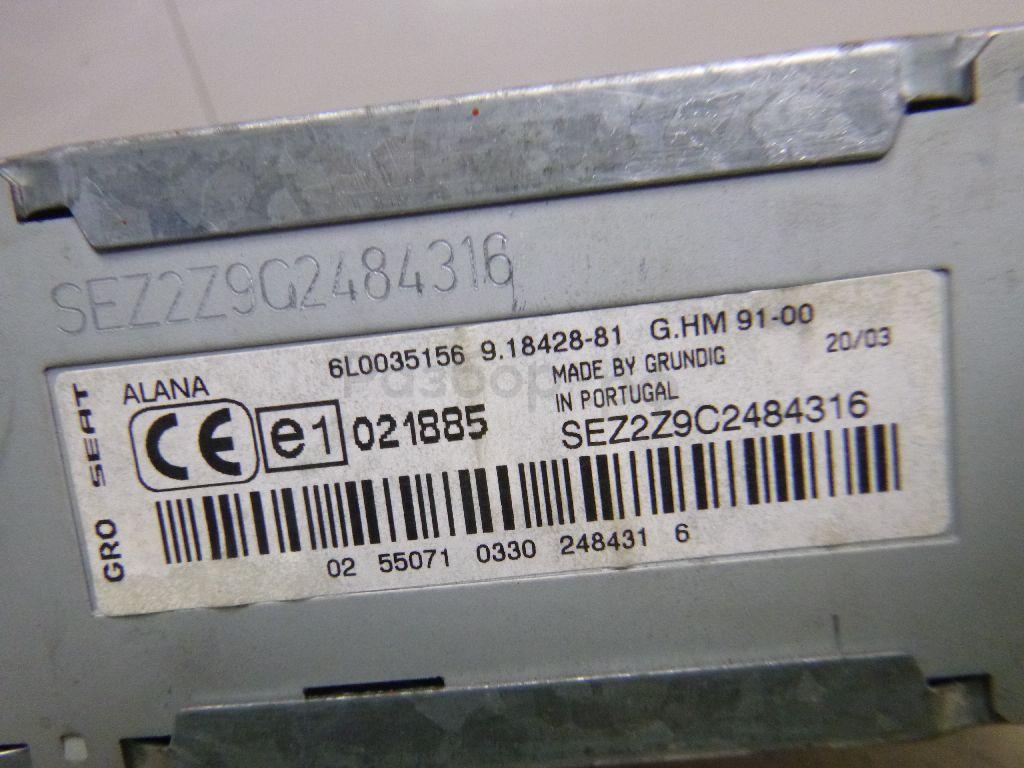 SEZ2Z9C2484316
6L0035156 9.18428-81 G.HM 91-00
ALANA
MADE BY GRUNDIG
IN PORTUGAL
20/03
GRO SEAT
CE e1 021885
SEZ2Z9C2484316
02 55071 0330 248431 6